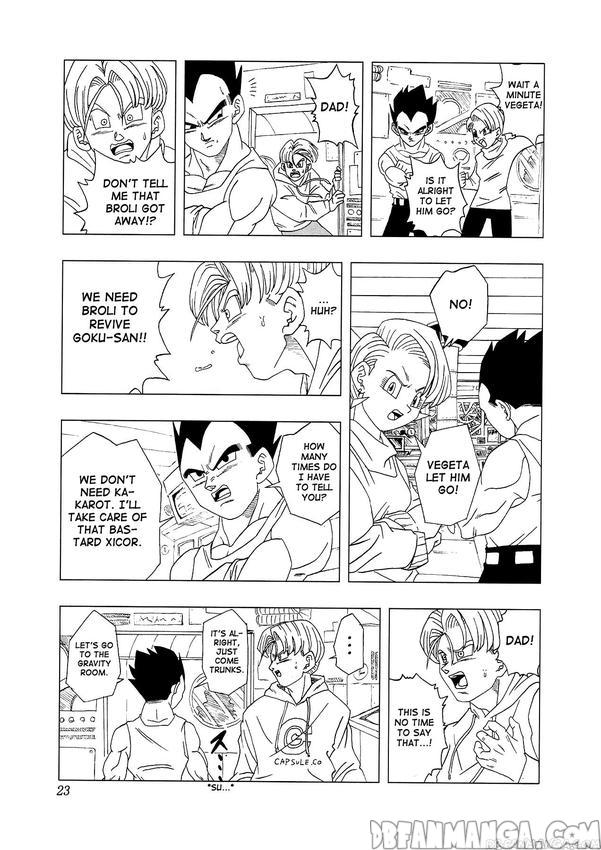 WAIT A
MINUTE
VEGETA!
IS IT
ALRIGHT
TO LET
HIM GO?
DAD!
DON'T TELL
ME THAT
BROLI GOT
AWAY!?
NO!
VEGETA
LET HIM
GO!
...
HUH?
WE NEED
BROLI TO
REVIVE
GOKU-SAN!!
HOW
MANY
TIMES DO
I HAVE
TO TELL
YOU?
WE DON'T
NEED KA-
KAROT. I'LL
TAKE CARE
OF THAT BAS-
TARD XICOR.
DAD!
THIS IS
NO TIME
TO SAY
THAT...!
...
IT'S AL-
RIGHT,
JUST
COME
TRUNKS.
LET'S GO
TO THE
GRAVITY
ROOM.
CAPSULE.CO
ス
*SU...*
23
DBFANMANGA.COM